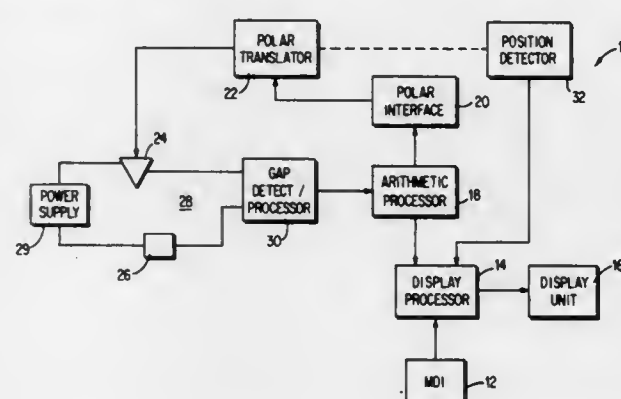 POLAR
TRANSLATOR
22
POSITION
DETECTOR
32
1
POLAR
INTERFACE
20
24
POWER
SUPPLY
29
28
26
GAP
DETECT /
PROCESSOR
30
ARITHMETIC
PROCESSOR
18
DISPLAY
PROCESSOR
14
DISPLAY
UNIT
16
MDI
12